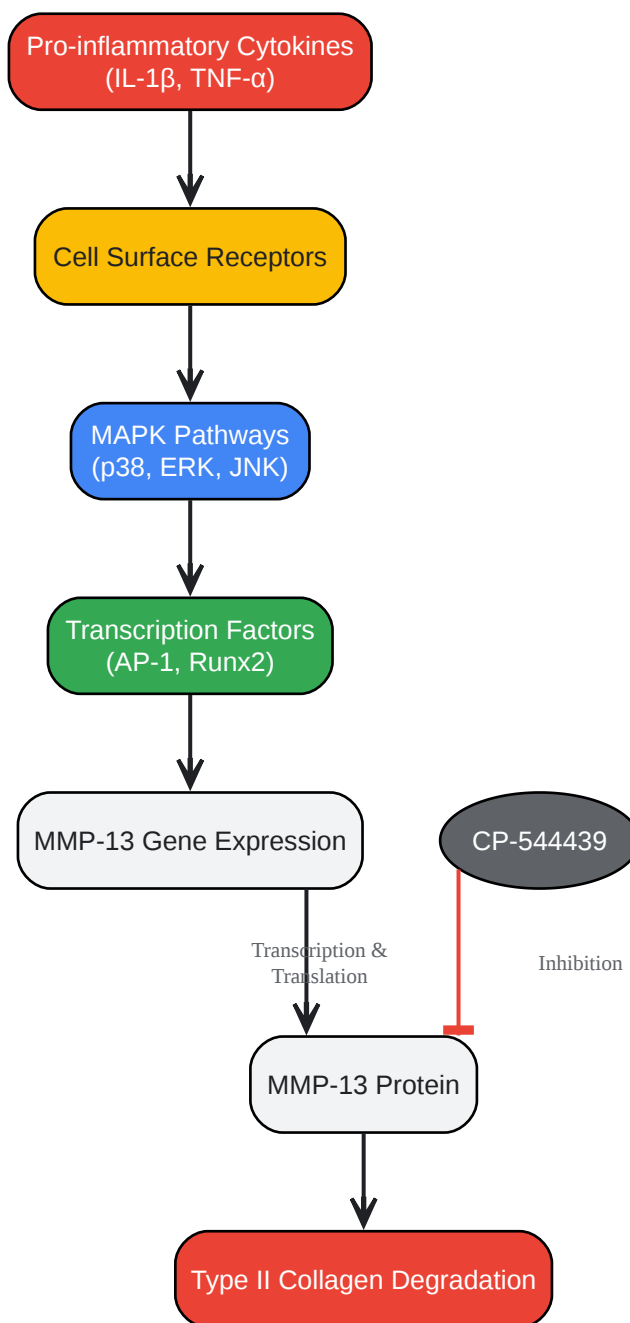 Pro-inflammatory Cytokines
(IL-1β, TNF-α)
Cell Surface Receptors
MAPK Pathways
(p38, ERK, JNK)
Transcription Factors
(AP-1, Runx2)
MMP-13 Gene Expression
CP-544439
Transcription &
Translation
Inhibition
MMP-13 Protein
Type II Collagen Degradation